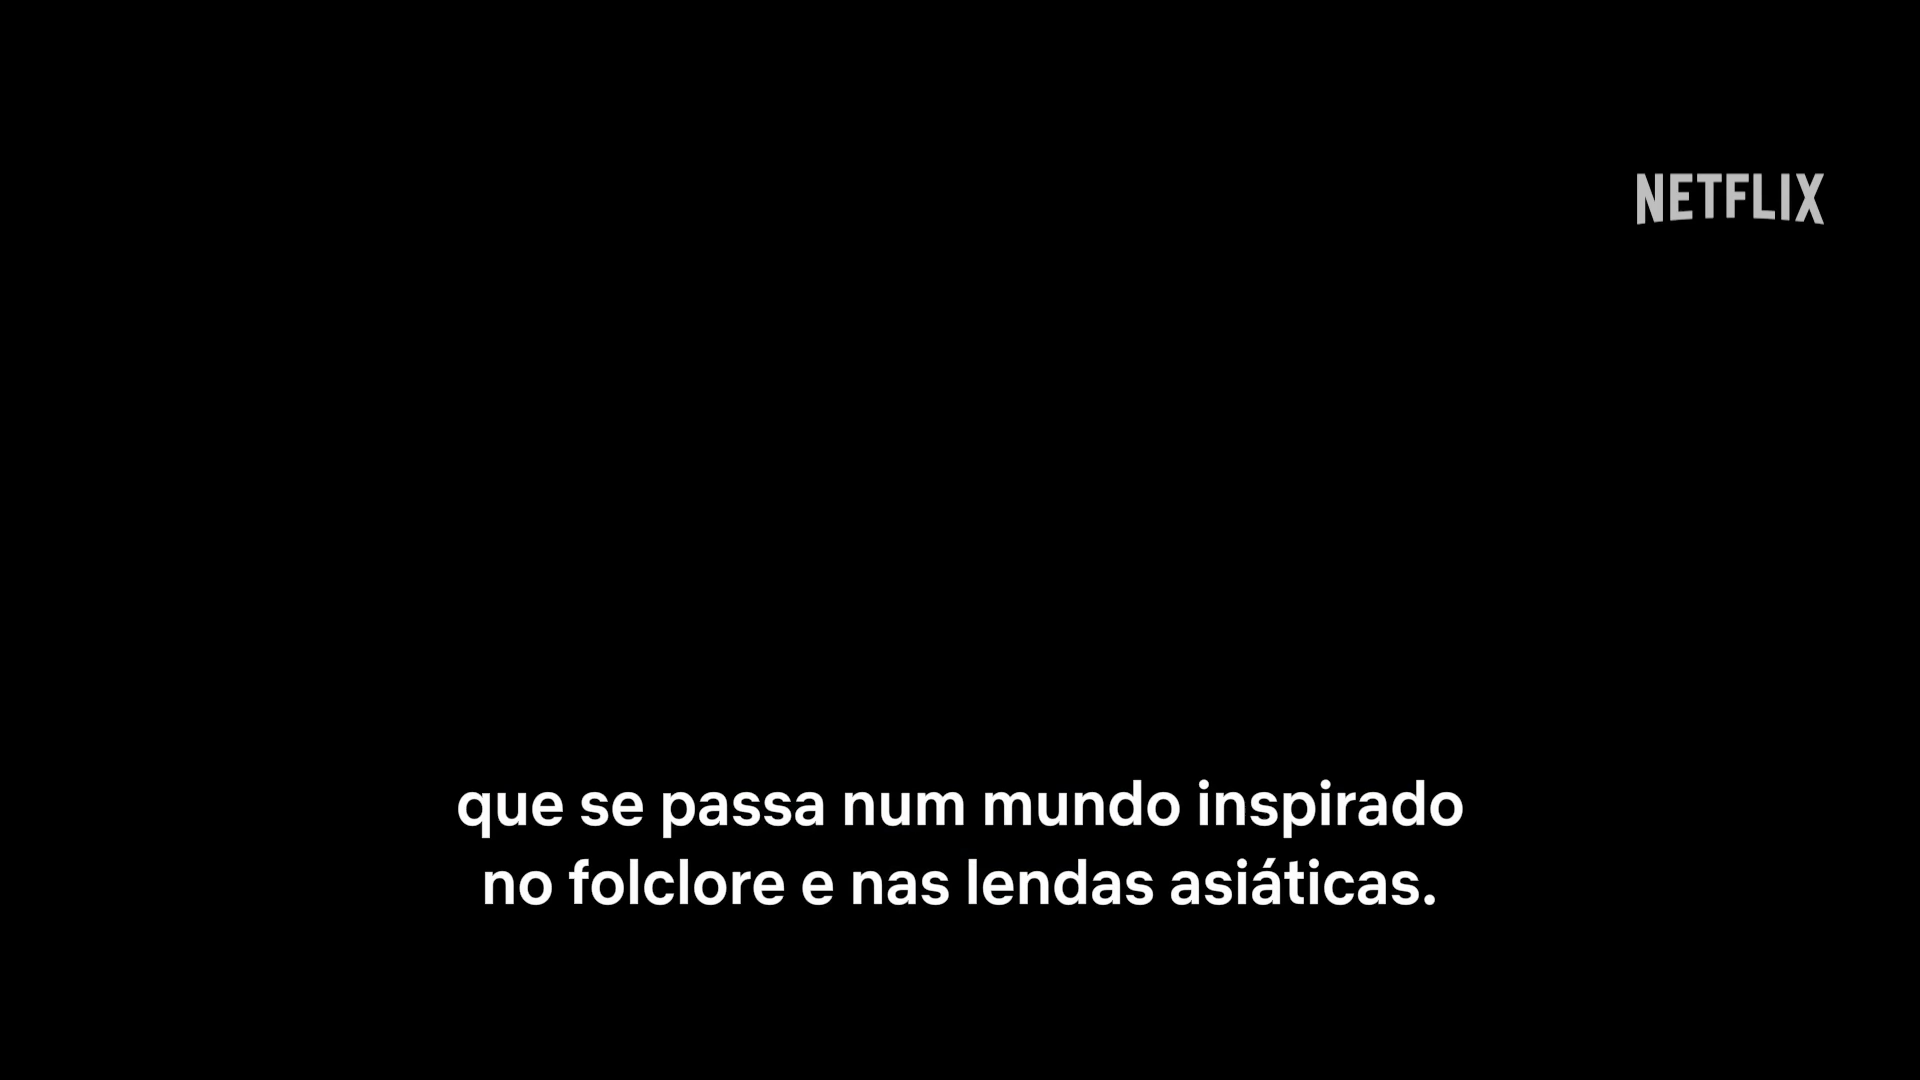 NETFLIX
que se passa num mundo inspirado
no folclore e nas lendas asiáticas.